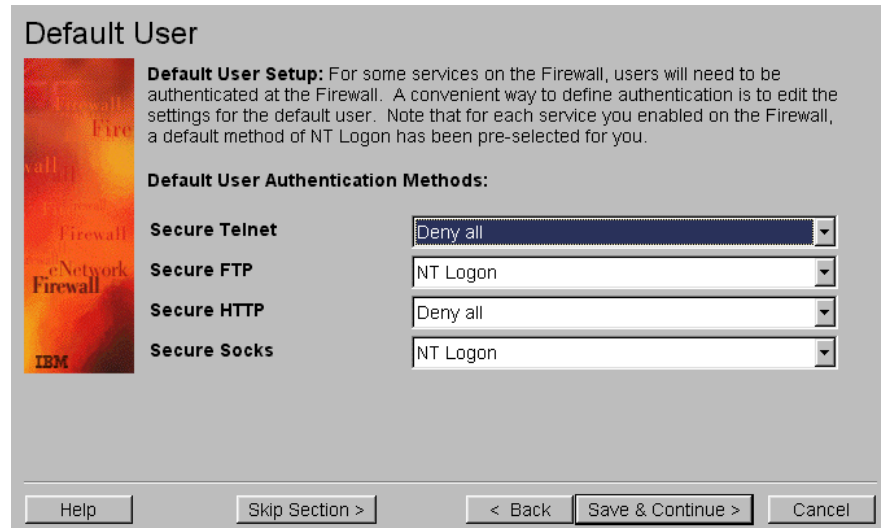 Default User
Default User Setup: For some services on the Firewall, users will need to be
authenticated at the Firewall. A convenient way to define authentication is to edit the
settings for the default user. Note that for each service you enabled on the Firewall,
a default method of NT Logon has been pre-selected for you.
Default User Authentication Methods:
Secure Telnet
Deny all
Secure FTP
NT Logon
Secure HTTP
Deny all
Secure Socks
NT Logon
Firewall
Fire
wall
Firewall
eNetwork
Firewall
IBM
Help
Skip Section >
< Back
Save & Continue >
Cancel